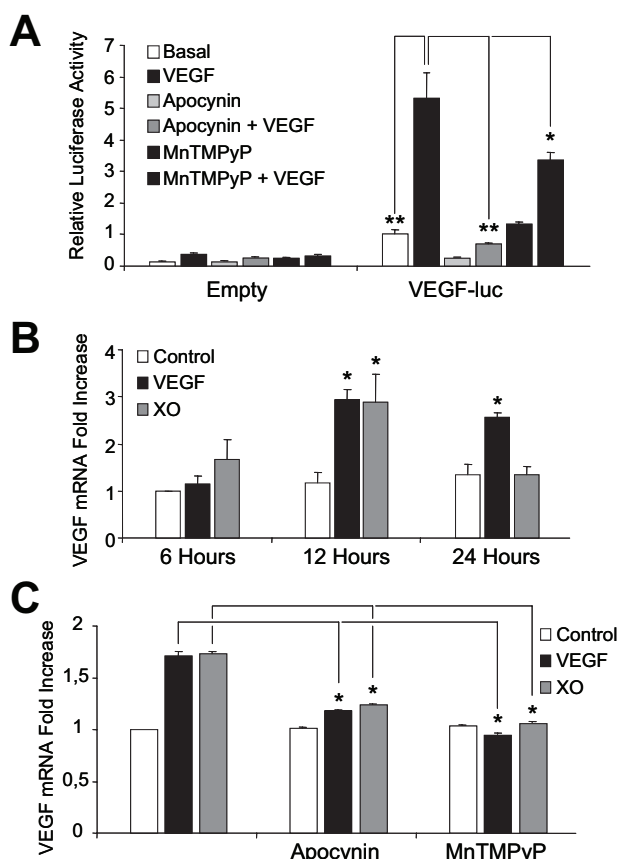 A
Relative Luciferase Activity
7
6
5
4
3
2
1
0
Basal
VEGF
Apocynin
Apocynin + VEGF
MnTMPyP
MnTMPyP + VEGF
**
**
*
Empty
VEGF-luc
B
VEGF mRNA Fold Increase
4
3
2
1
0
Control
VEGF
XO
*
*
*
6 Hours
12 Hours
24 Hours
C
VEGF mRNA Fold Increase
2
1,5
1
0,5
0
Control
VEGF
XO
*
*
*
*
Apocynin
MnTMPyP